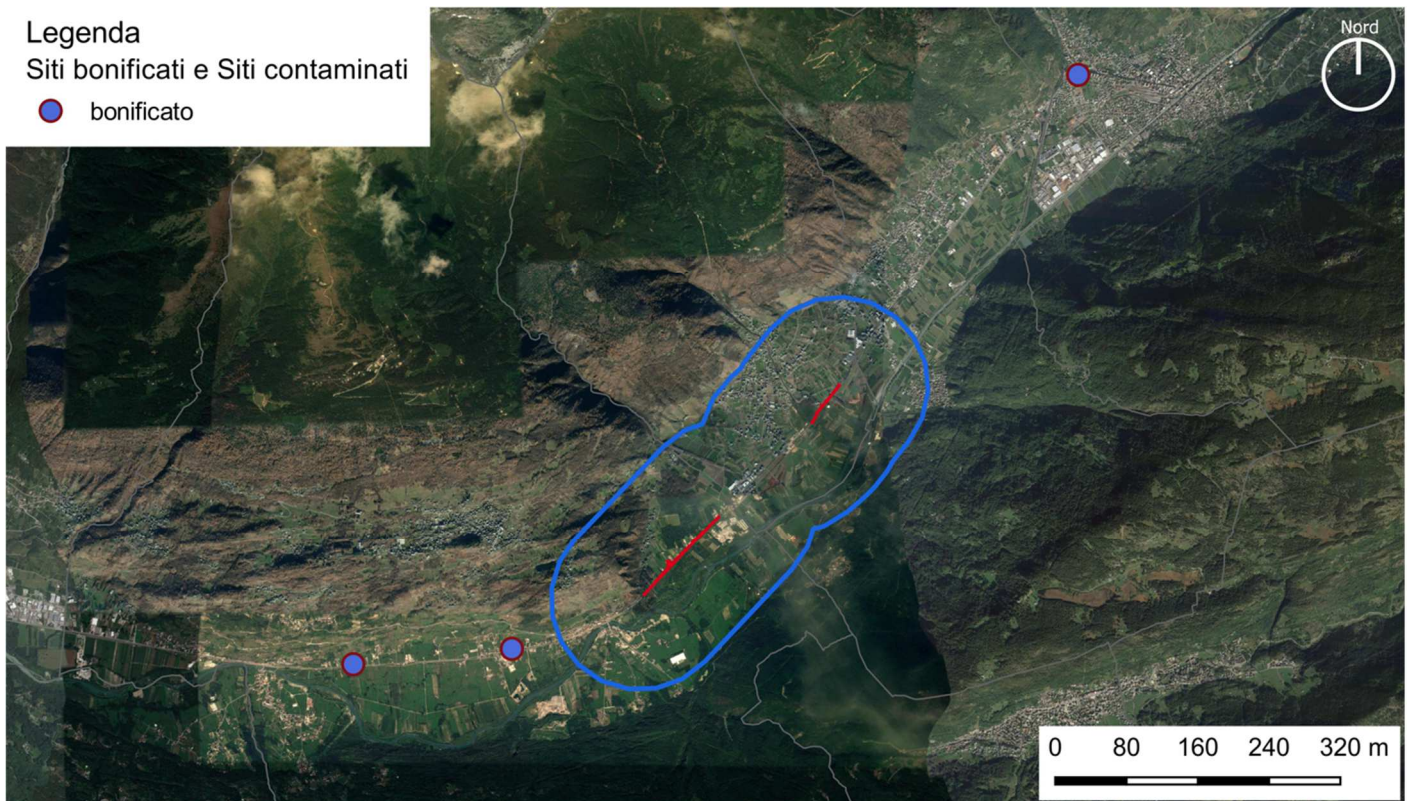 Legenda
Siti bonificati e Siti contaminati
bonificato
Nord
0 80 160 240 320 m